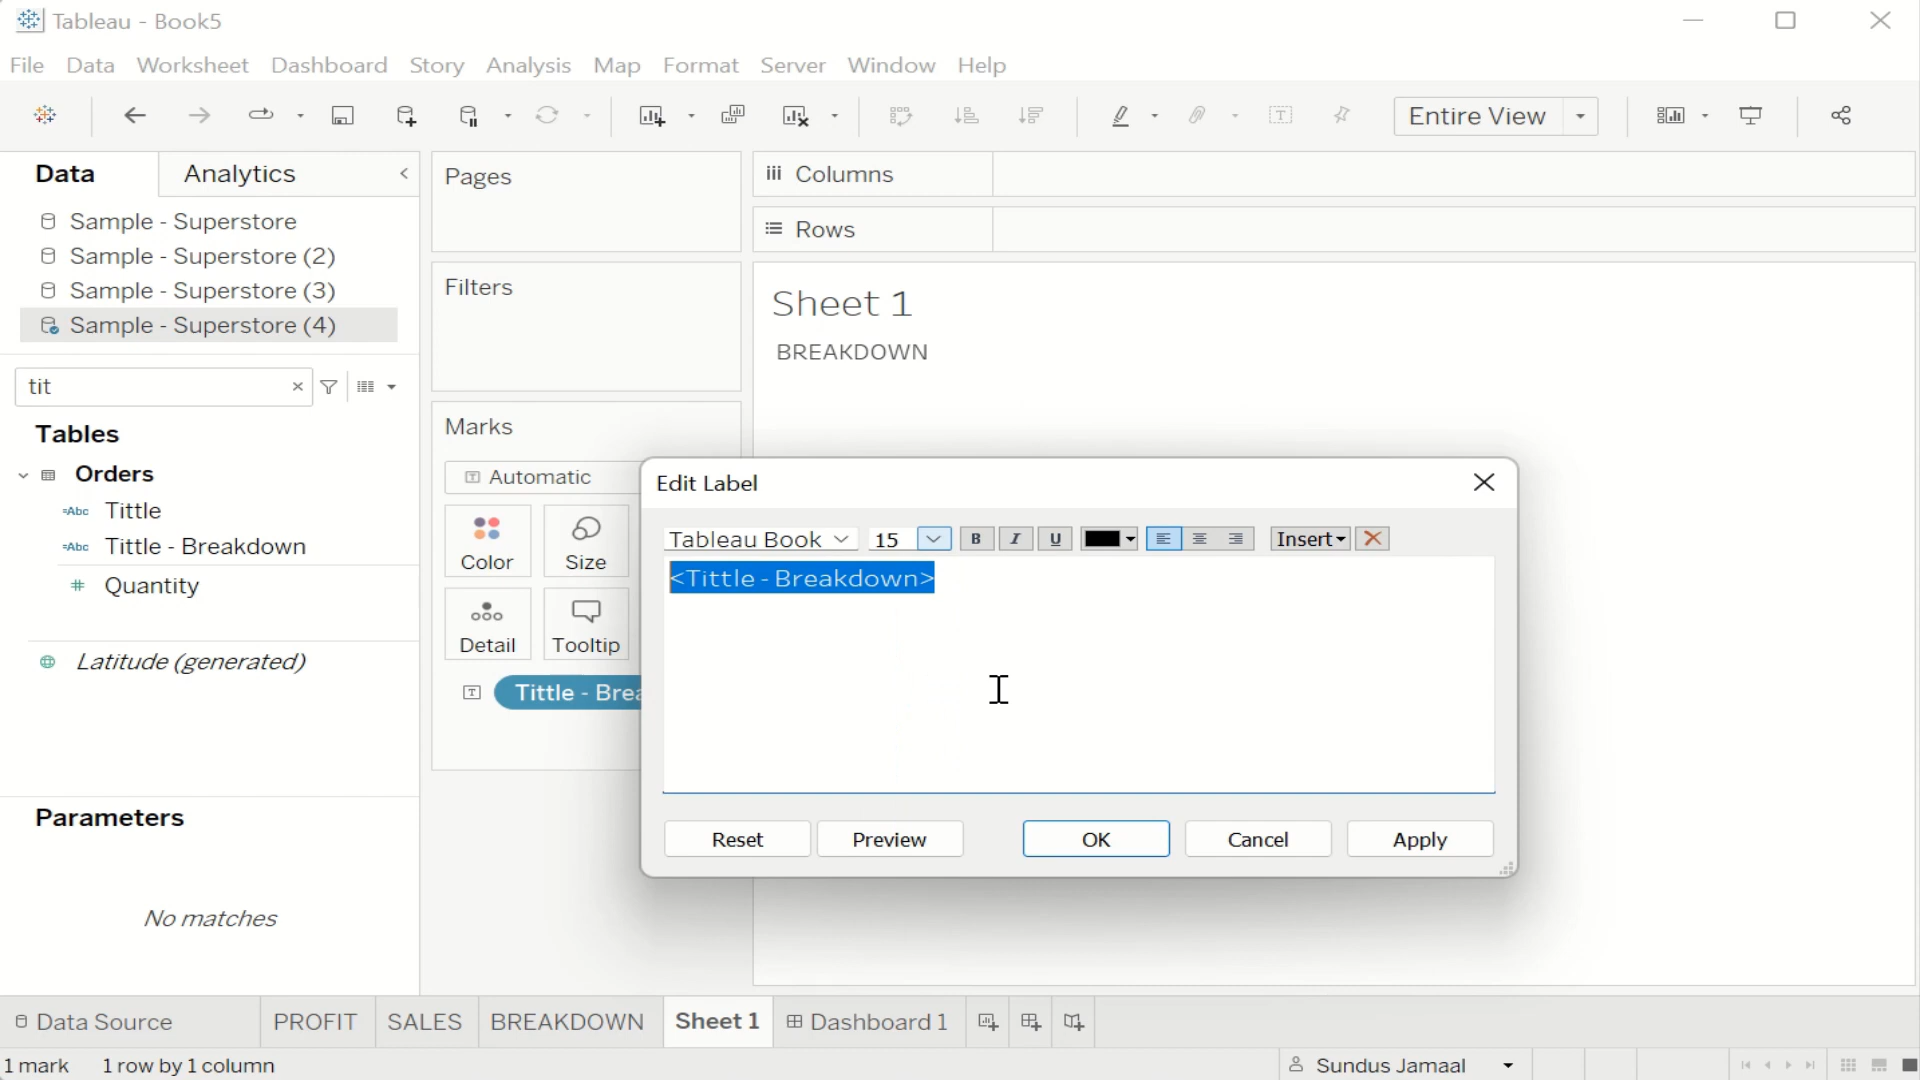 Tableau - Book5
File Data Worksheet Dashboard Story Analysis Map Format Server Window Help
Entire View
Data
Analytics
Sample - Superstore
Sample - Superstore (2)
Sample - Superstore (3)
Sample - Superstore (4)
tit
Tables
Orders
Abc Tittle
Abc Tittle - Breakdown
Quantity
Latitude (generated)
Parameters
No matches
Pages
Filters
Marks
Automatic
Color
Size
Detail
Tooltip
T Tittle - Brea
Columns
Rows
Sheet 1
BREAKDOWN
Edit Label
Tableau Book 15 B I U Insert
<Tittle - Breakdown>
Reset Preview OK Cancel Apply
Data Source PROFIT SALES BREAKDOWN Sheet 1 Dashboard 1
1 mark 1 row by 1 column Sundus Jamaal